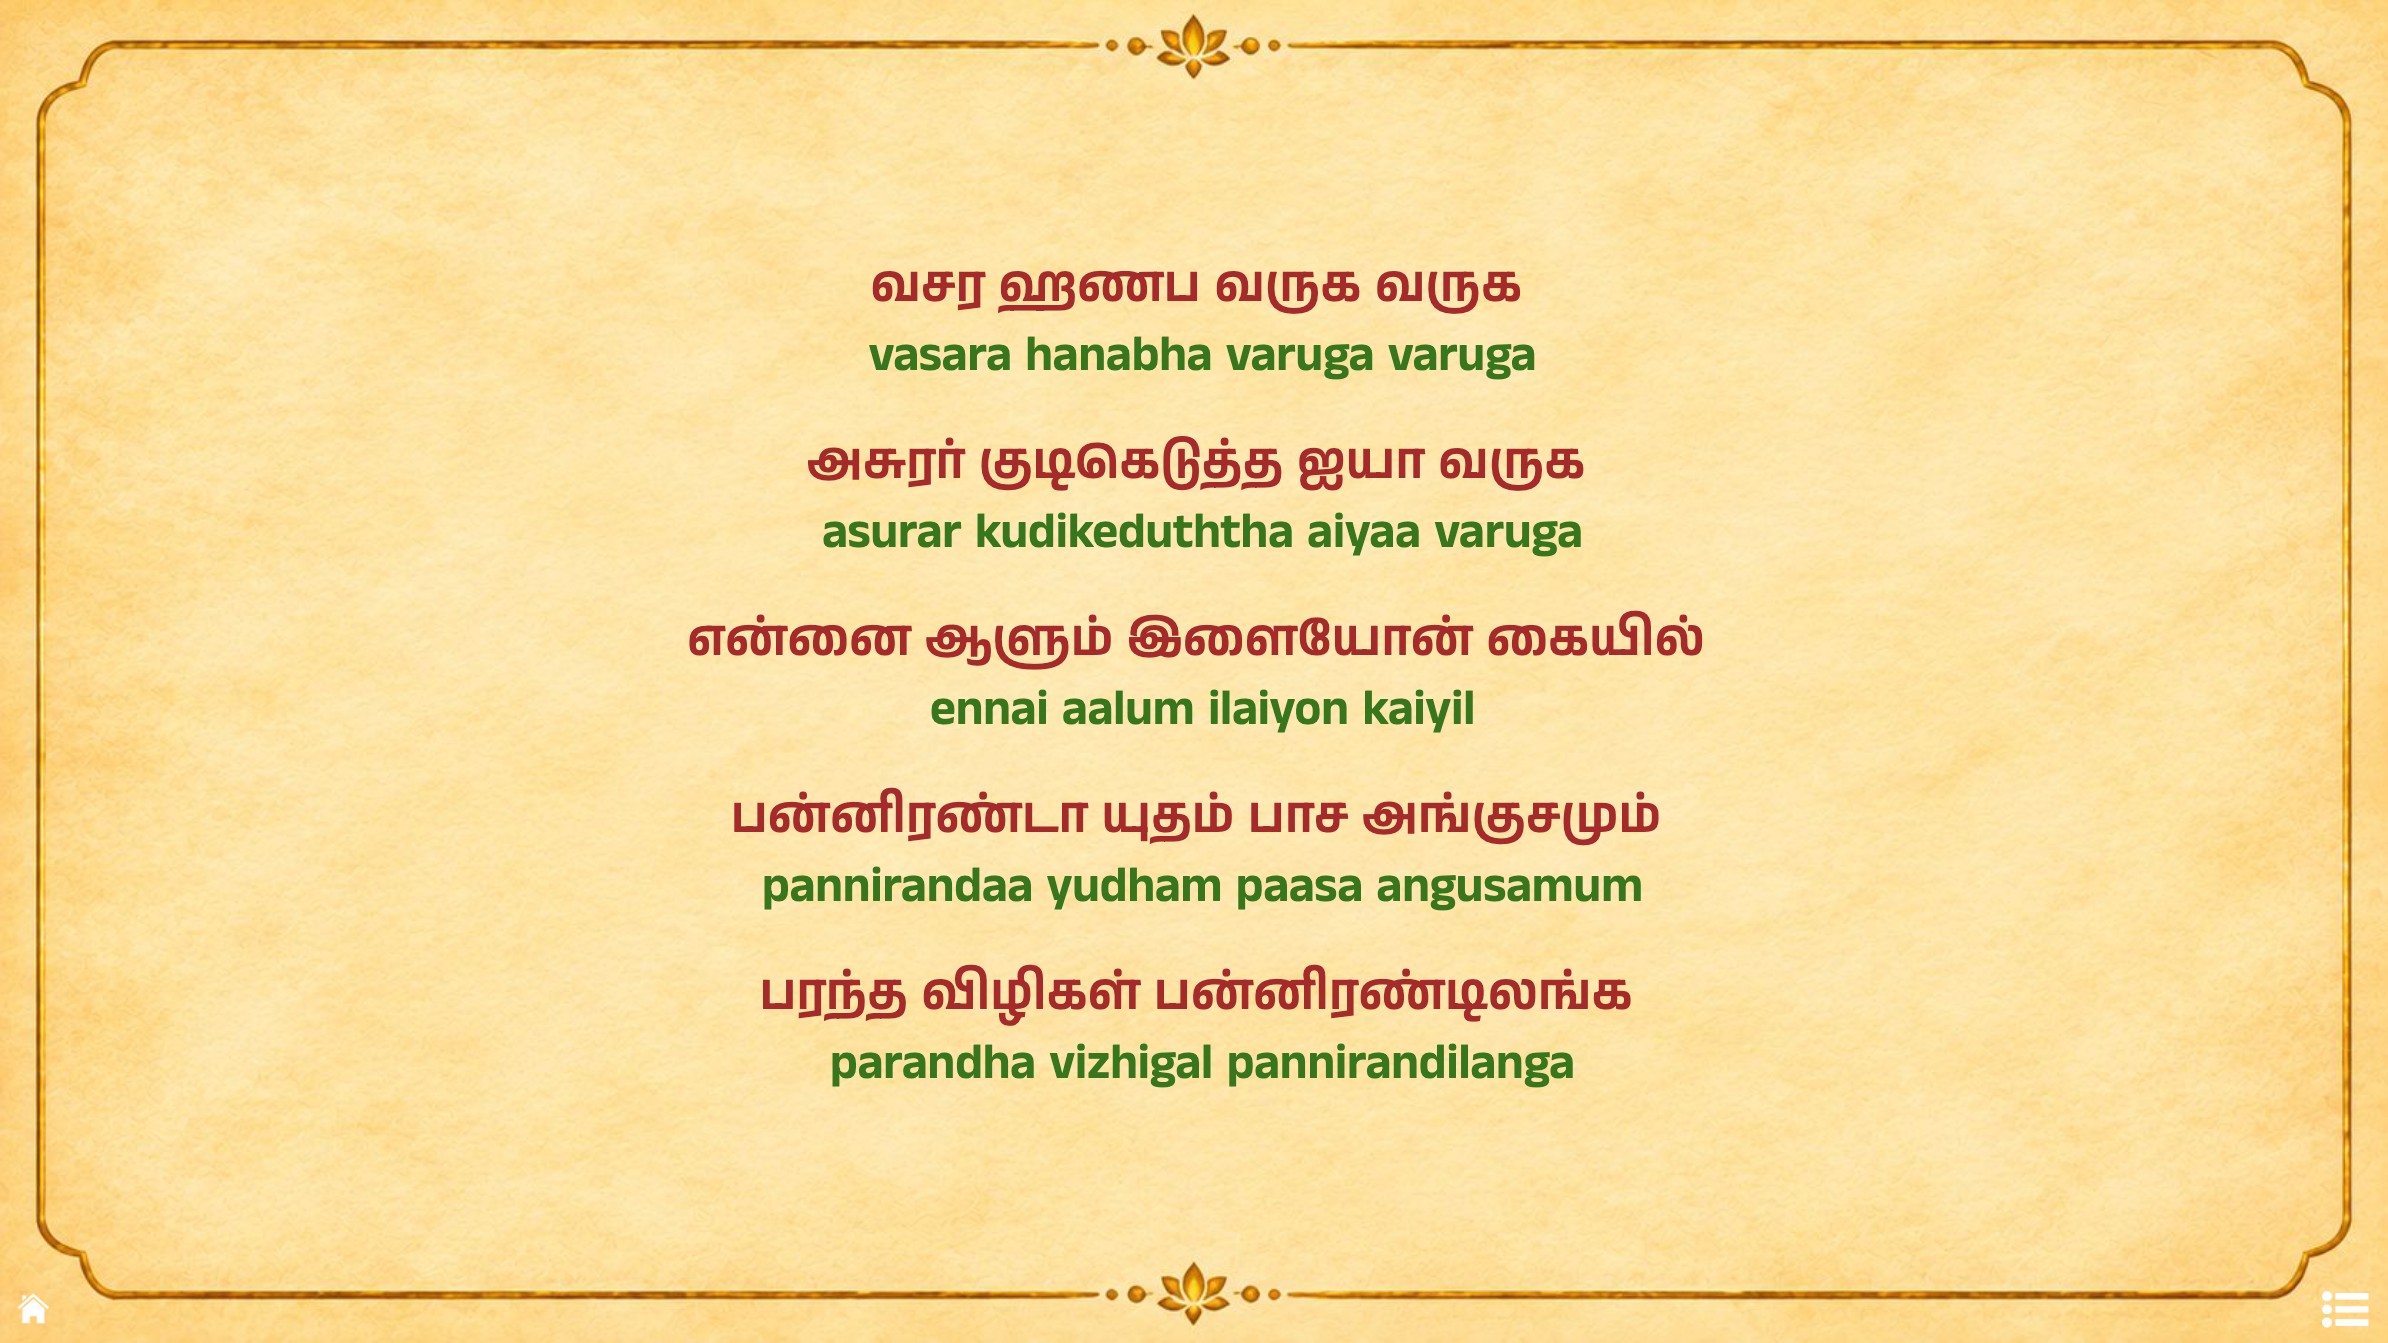 வசர ஹணப வருக வருக
vasara hanabha varuga varuga
அசுரர் குடிகெடுத்த ஐயா வருக
asurar kudikeduththa aiyaa varuga
என்னை ஆளும் இளையோன் கையில்
ennai aalum ilaiyon kaiyil
பன்னிரண்டா யுதம் பாச அங்குசமும்
pannirandaa yudham paasa angusamum
பரந்த விழிகள் பன்னிரண்டிலங்க
parandha vizhigal pannirandilanga